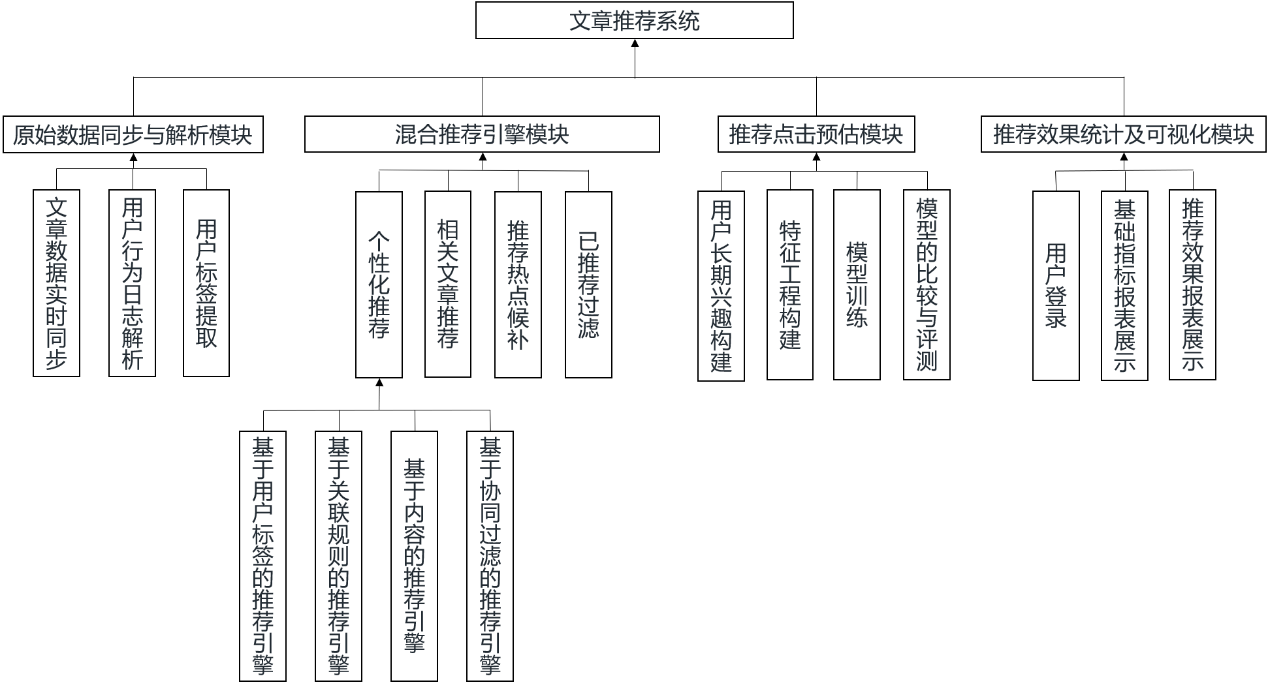 文章推荐系统
原始数据同步与解析模块
混合推荐引擎模块
推荐点击预估模块
推荐效果统计及可视化模块
文章数据实时同步
用户行为日志解析
用户标签提取
个性化推荐
相关文章推荐
推荐热点候补
已推荐过滤
用户长期兴趣构建
特征工程构建
模型训练
模型的比较与评测
用户登录
基础指标报表展示
推荐效果报表展示
基于用户标签的推荐引擎
基于关联规则的推荐引擎
基于内容的推荐引擎
基于协同过滤的推荐引擎